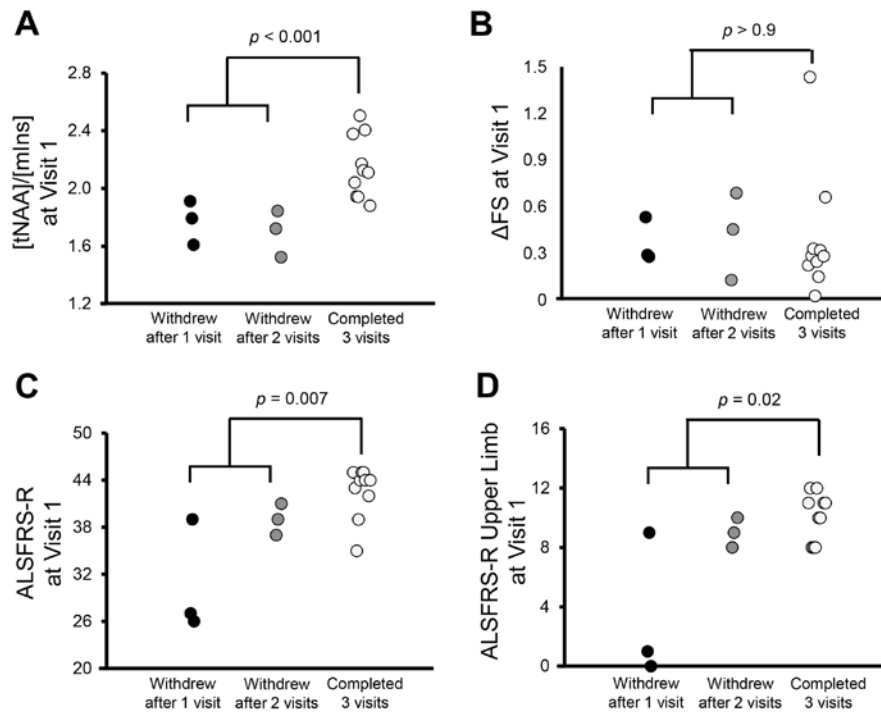 A
p < 0.001
[tNAA]/[mIns]
at Visit 1
2.8
2.4
2.0
1.6
1.2
Withdrew
after 1 visit
Withdrew
after 2 visits
Completed
3 visits
B
p > 0.9
ΔFS at Visit 1
1.5
1.2
0.9
0.6
0.3
0
Withdrew
after 1 visit
Withdrew
after 2 visits
Completed
3 visits
C
p = 0.007
ALSFRS-R
at Visit 1
50
44
38
32
26
20
Withdrew
after 1 visit
Withdrew
after 2 visits
Completed
3 visits
D
p = 0.02
ALSFRS-R Upper Limb
at Visit 1
16
12
8
4
0
Withdrew
after 1 visit
Withdrew
after 2 visits
Completed
3 visits